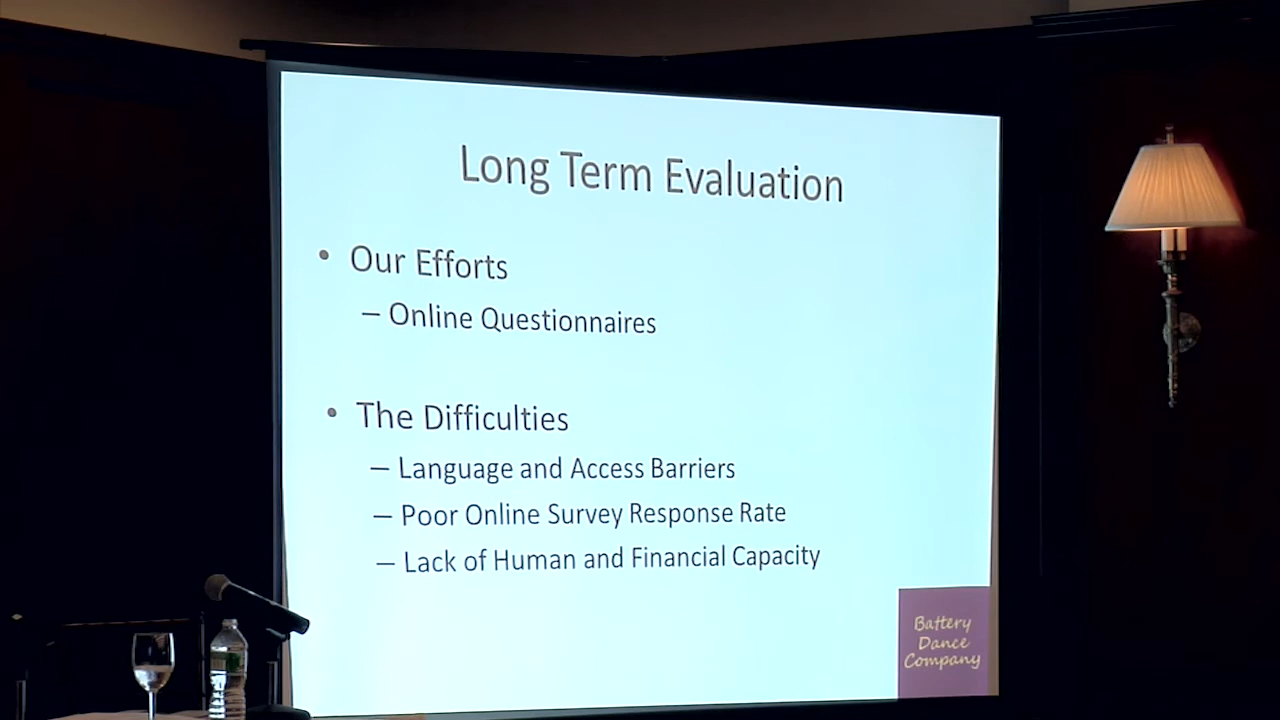 Long Term Evaluation
• Our Efforts
– Online Questionnaires
• The Difficulties
– Language and Access Barriers
– Poor Online Survey Response Rate
– Lack of Human and Financial Capacity
Battery
Dance
Company